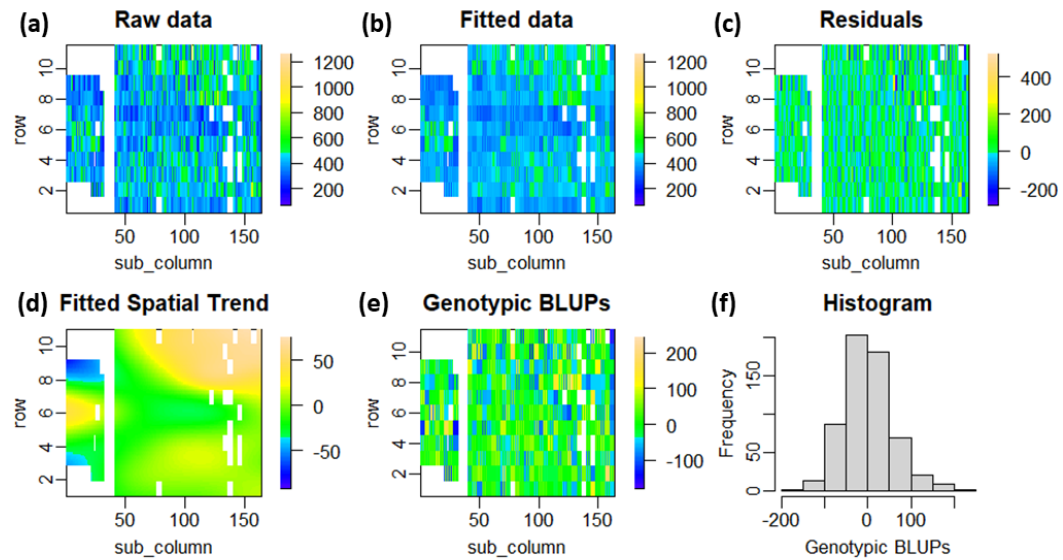 (a) Raw data
1200
1000
800
600
400
200
row
2 4 6 8 10
50 100 150
sub_column
(b) Fitted data
1200
1000
800
600
400
200
row
2 4 6 8 10
50 100 150
sub_column
(c) Residuals
400
200
0
-200
row
2 4 6 8 10
50 100 150
sub_column
(d) Fitted Spatial Trend
50
0
-50
row
2 4 6 8 10
50 100 150
sub_column
(e) Genotypic BLUPs
200
100
0
-100
row
2 4 6 8 10
50 100 150
sub_column
(f) Histogram
Frequency
0 50 150
-200 0 100
Genotypic BLUPs